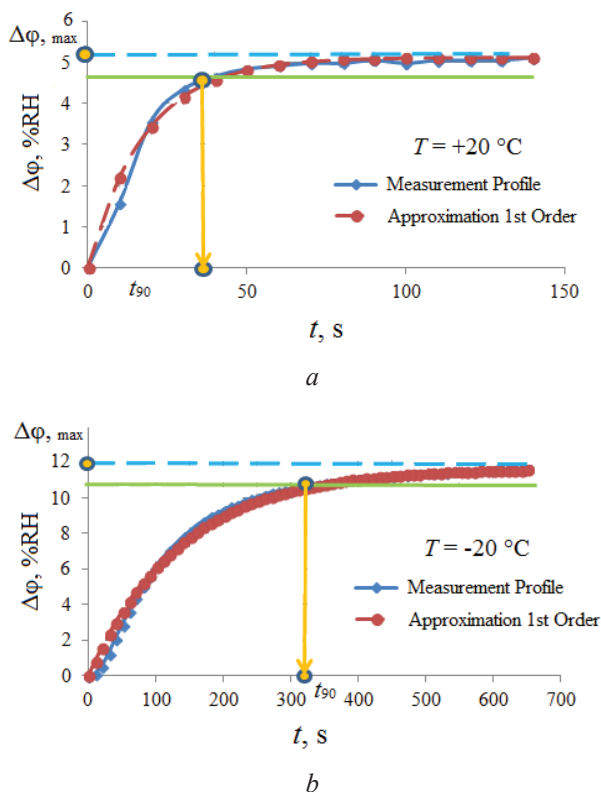 Δφ, max
6
5
4
3
2
1
0
Δφ, %RH
T = +20 °C
Measurement Profile
Approximation 1st Order
0 50 100 150
t90
t, s
a
Δφ, max
12
10
8
6
4
2
0
Δφ, %RH
T = -20 °C
Measurement Profile
Approximation 1st Order
t90
0 100 200 300 400 500 600 700
t, s
b